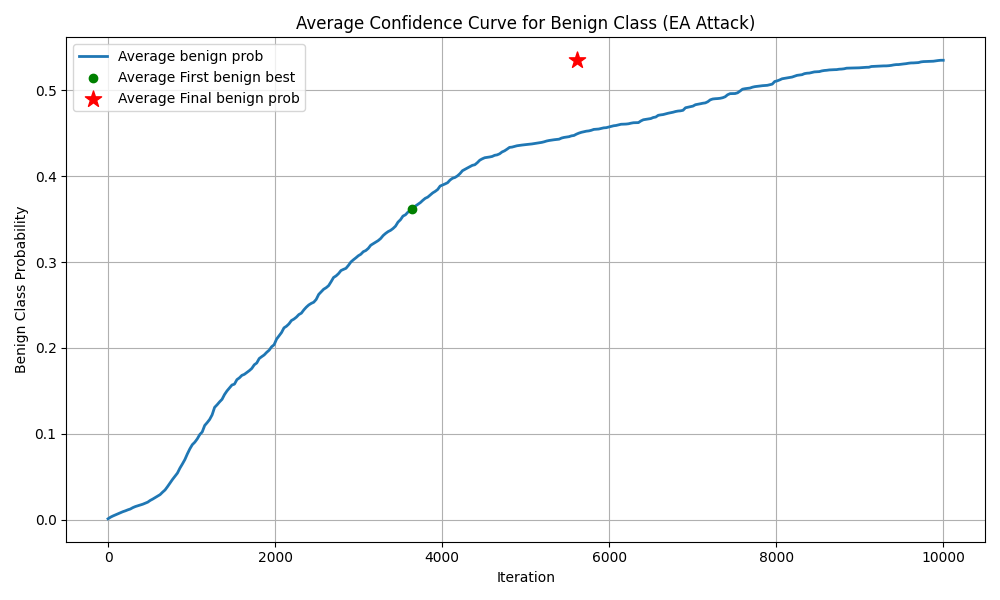 Average Confidence Curve for Benign Class (EA Attack)
Average benign prob
Average First benign best
Average Final benign prob
Benign Class Probability
0.5
0.4
0.3
0.2
0.1
0.0
0 2000 4000 6000 8000 10000
Iteration